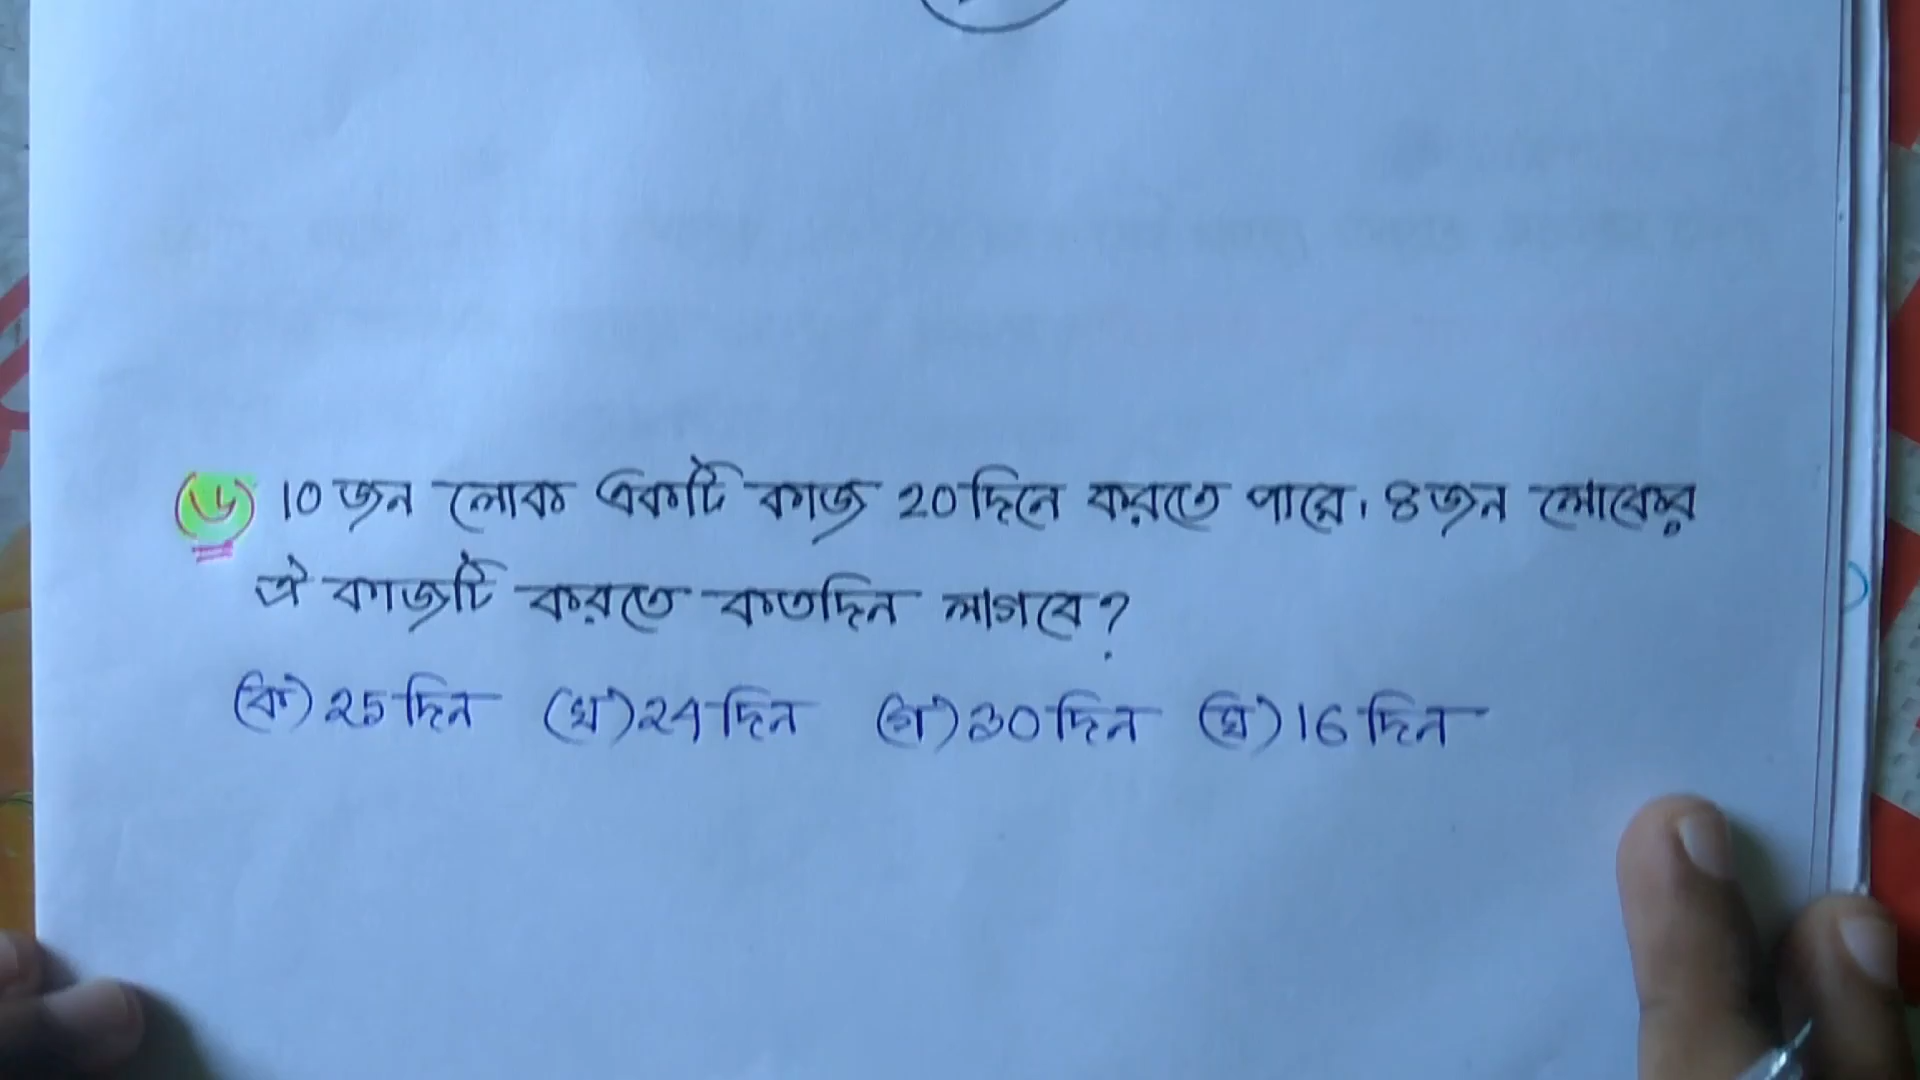 (৬) 10 জন লোক একটি কাজ 20 দিনে করতে পারে। 8 জন লোকের
ঐ কাজটি করতে কতদিন লাগবে?
(ক) 25 দিন (খ) 24 দিন (গ) 30 দিন (ঘ) 16 দিন